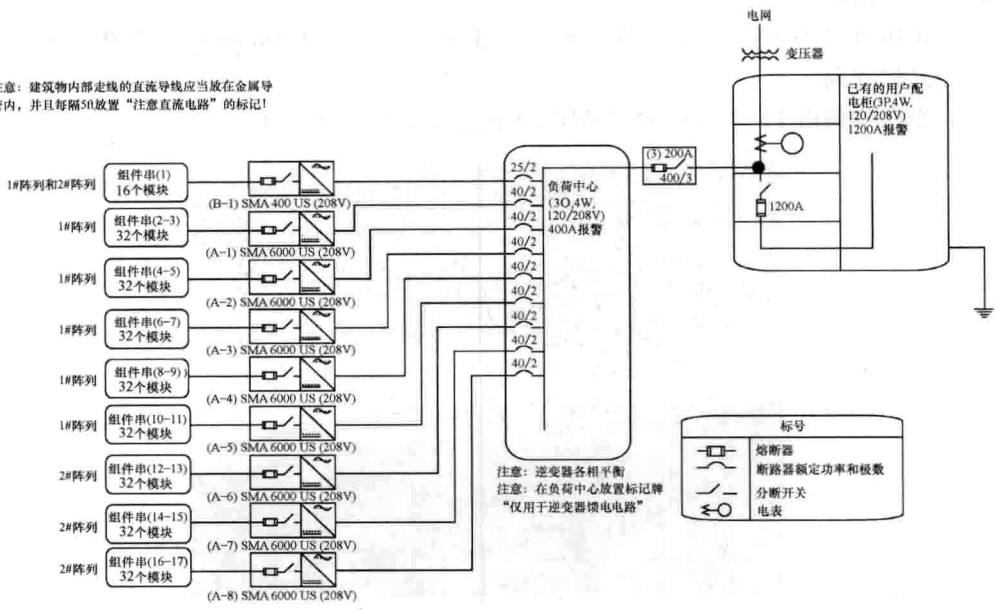 电网
变压器
意：建筑物内部走线的直流导线应当放在金属导
内，并且每隔5ft放置“注意直流电路”的标记！
已有的用户配
电柜(3P,4W,
120/208V)
1200A报警
(3) 200A
400/3
1200A
1#阵列和2#阵列
组件串(1)
16个模块
(B-1) SMA 400 US (208V)
1#阵列
组件串(2-3)
32个模块
(A-1) SMA 6000 US (208V)
1#阵列
组件串(4-5)
32个模块
(A-2) SMA 6000 US (208V)
1#阵列
组件串(6-7)
32个模块
(A-3) SMA 6000 US (208V)
1#阵列
组件串(8-9))
32个模块
(A-4) SMA 6000 US (208V)
1#阵列
组件串(10-11)
32个模块
(A-5) SMA 6000 US (208V)
2#阵列
组件串(12-13)
32个模块
(A-6) SMA 6000 US (208V)
2#阵列
组件串(14-15)
32个模块
(A-7) SMA 6000 US (208V)
2#阵列
组件串(16-17)
32个模块
(A-8) SMA 6000 US (208V)
25/2
40/2
40/2
40/2
40/2
40/2
40/2
40/2
40/2
负荷中心
(3O,4W,
120/208V)
400A报警
注意：逆变器各相平衡
注意：在负荷中心放置标记牌
“仅用于逆变器馈电电路”
标号
熔断器
断路器额定功率和极数
分断开关
电表